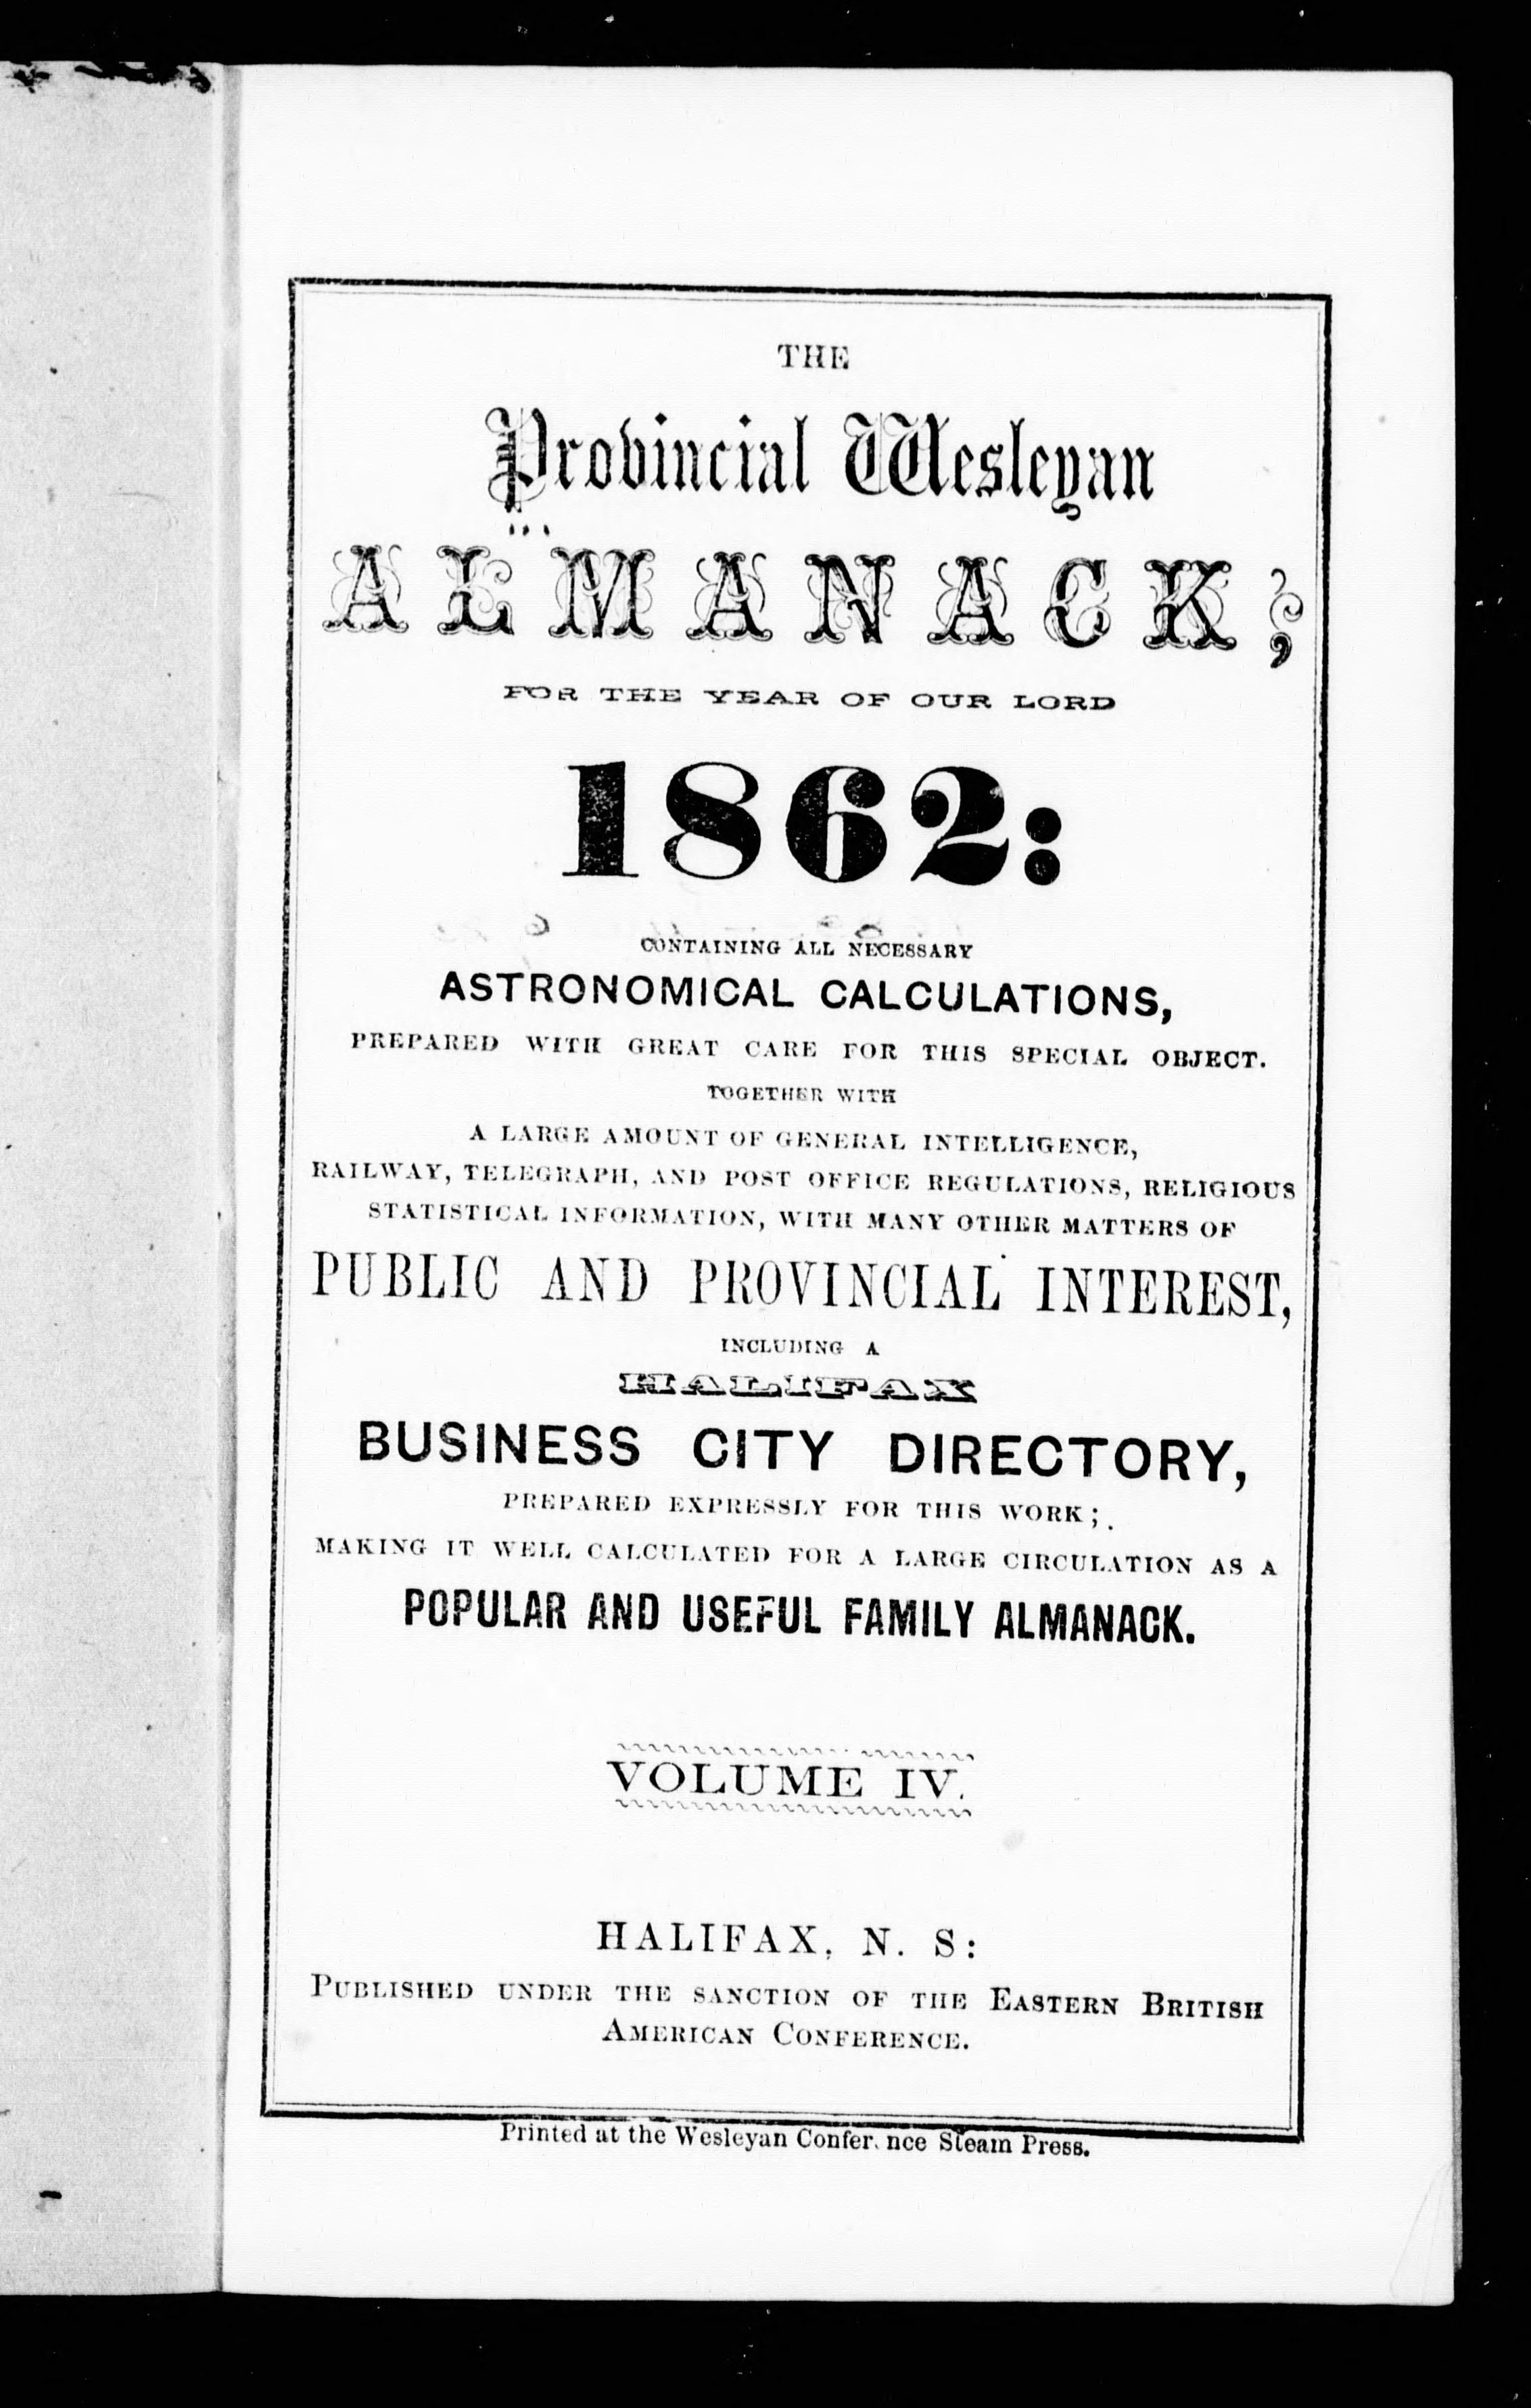 THE
Provincial Wesleyan
ALMANACK;
FOR THE YEAR OF OUR LORD
1862:
CONTAINING ALL NECESSARY
ASTRONOMICAL CALCULATIONS,
PREPARED WITH GREAT CARE FOR THIS SPECIAL OBJECT.
TOGETHER WITH
A LARGE AMOUNT OF GENERAL INTELLIGENCE,
RAILWAY, TELEGRAPH, AND POST OFFICE REGULATIONS, RELIGIOUS
STATISTICAL INFORMATION, WITH MANY OTHER MATTERS OF
PUBLIC AND PROVINCIAL INTEREST,
INCLUDING A
HALIFAX
BUSINESS CITY DIRECTORY,
PREPARED EXPRESSLY FOR THIS WORK;
MAKING IT WELL CALCULATED FOR A LARGE CIRCULATION AS A
POPULAR AND USEFUL FAMILY ALMANACK.
VOLUME IV.
HALIFAX, N. S:
PUBLISHED UNDER THE SANCTION OF THE EASTERN BRITISH
AMERICAN CONFERENCE.
Printed at the Wesleyan Confer. nce Steam Press.